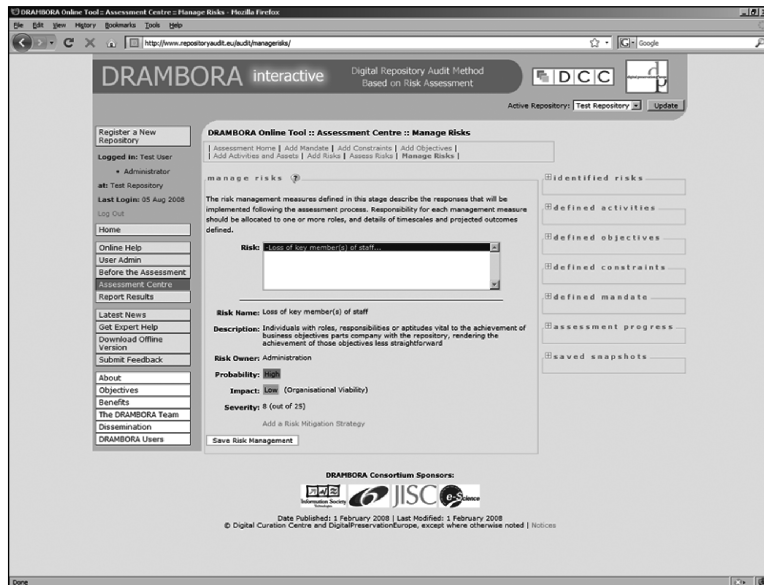 DRAMBORA Online Tool :: Assessment Centre :: Manage Risks - Mozilla Firefox
File Edit View History Bookmarks Tools Help
http://www.repositoryaudit.eu/audit/managerisks/
Google
DRAMBORA interactive
Digital Repository Audit Method
Based on Risk Assessment
DCC
Active Repository: Test Repository Update
Register a New
Repository
Logged in: Test User
• Administrator
at: Test Repository
Last Login: 05 Aug 2008
Log Out
Home
Online Help
User Admin
Before the Assessment
Assessment Centre
Report Results
Latest News
Get Expert Help
Download Offline
Version
Submit Feedback
About
Objectives
Benefits
The DRAMBORA Team
Dissemination
DRAMBORA Users
DRAMBORA Online Tool :: Assessment Centre :: Manage Risks
| Assessment Home | Add Mandate | Add Constraints | Add Objectives |
| Add Activities and Assets | Add Risks | Assess Risks | Manage Risks |
manage risks ?
The risk management measures defined in this stage describe the responses that will be
implemented following the assessment process. Responsibility for each management measure
should be allocated to one or more roles, and details of timescales and projected outcomes
defined.
Risk: -Loss of key member(s) of staff...
Risk Name: Loss of key member(s) of staff
Description: Individuals with roles, responsibilities or aptitudes vital to the achievement of
business objectives part company with the repository, rendering the
achievement of those objectives less straightforward
Risk Owner: Administration
Probability: High
Impact: Low (Organisational Viability)
Severity: 8 (out of 25)
Add a Risk Mitigation Strategy
Save Risk Management
identified risks
defined activities
defined objectives
defined constraints
defined mandate
assessment progress
saved snapshots
DRAMBORA Consortium Sponsors:
Information Society
Technologies
JISC
e-Science
Date Published: 1 February 2008 | Last Modified: 1 February 2008
© Digital Curation Centre and DigitalPreservationEurope, except where otherwise noted | Notices
Done